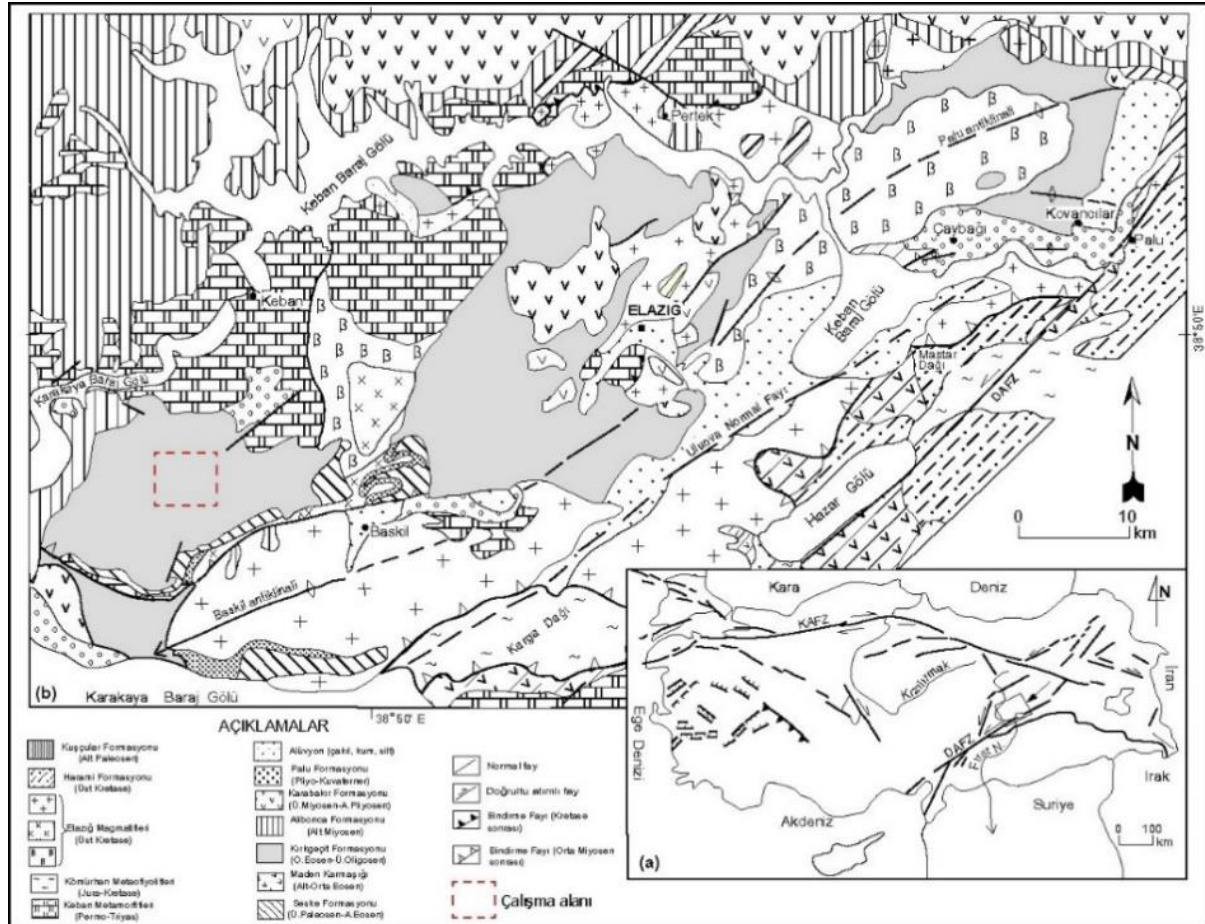 Pertek
Palu antiklinali
Keban Baraj Gölü
Kovancılar
Çaybağı
Palu
Keban
ELAZIĞ
Keban Baraj Gölü
38°50'E
Karakaya Baraj Gölü
Mastar
Dağı
DAFZ
Uluova Normal Fayı
N
Hazar Gölü
0 10
km
Baskil
Baskil antiklinali
Karga Dağı
(b)
Karakaya Baraj Gölü
38°50' E
Kara Deniz
N
KAFZ
Kızılırmak
İran
Ege Denizi
DAFZ
Fırat N
Irak
Suriye
Akdeniz
0 100
km
(a)
AÇIKLAMALAR
Kuşçular Formasyonu
(Alt Paleosen)
Harami Formasyonu
(Üst Kretase)
Elazığ Magmatitleri
(Üst Kretase)
Kömürhan Metaofiyolitleri
(Jura-Kretase)
Keban Metamorfitleri
(Permo-Triyas)
Alüvyon (çakıl, kum, silt)
Palu Formasyonu
(Pliyo-Kuvaterner)
Karabakır Formasyonu
(Ü.Miyosen-A.Pliyosen)
Alibonca Formasyonu
(Alt Miyosen)
Kırkgeçit Formasyonu
(O.Eosen-Ü.Oligosen)
Maden Karmaşığı
(Alt-Orta Eosen)
Seske Formasyonu
(Ü.Paleosen-A.Eosen)
Normal fay
Doğrultu atımlı fay
Bindirme Fayı (Kretase
sonrası)
Bindirme Fayı (Orta Miyosen
sonrası)
Çalışma alanı